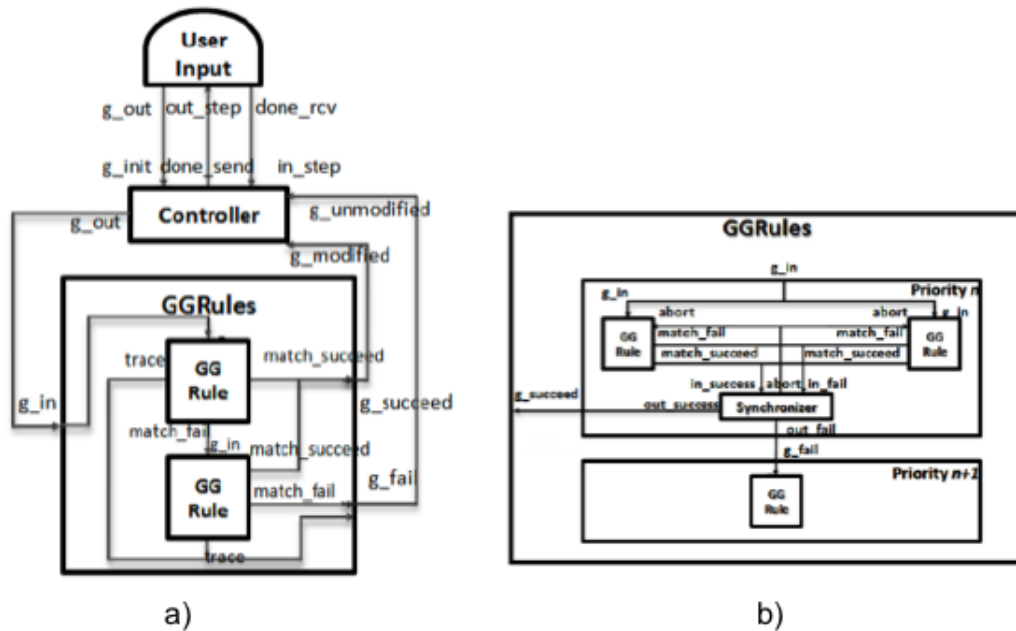 User
Input
g_out
out_step
done_rcv
g_init
done_send
in_step
Controller
g_unmodified
g_out
g_modified
GGRules
trace
GG
Rule
match_succeed
g_in
g_succeed
match_fail
g_in
match_succeed
GG
Rule
match_fail
g_fail
trace
a)
GGRules
g_in
Priority n
g_in
abort
abort
g_in
GG
Rule
match_fail
match_fail
GG
Rule
match_succeed
match_succeed
in_success
abort
in_fail
g_succeed
out_success
Synchronizer
out_fail
g_fail
Priority n+1
GG
Rule
b)